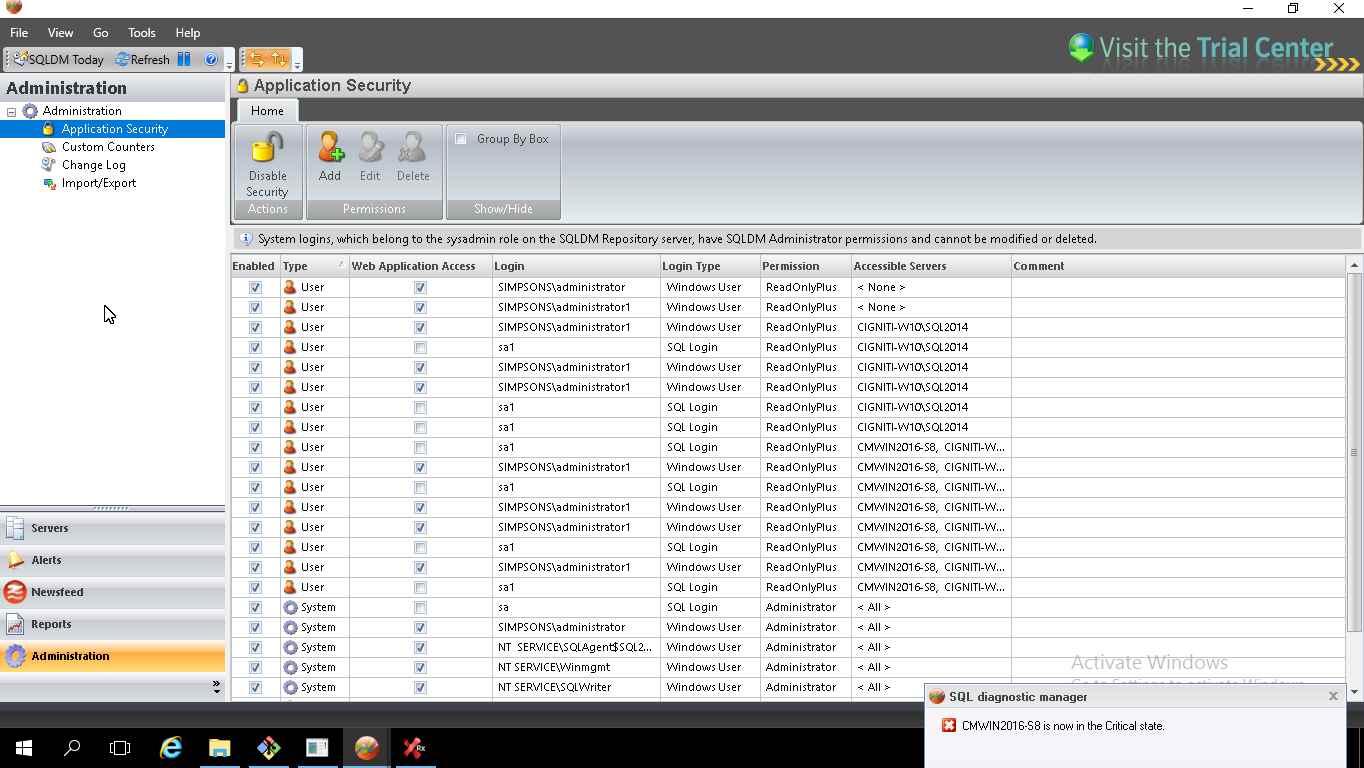 File View Go Tools Help
Visit the Trial Center
SQLDM Today Refresh
Administration
Application Security
Administration
Application Security
Custom Counters
Change Log
Import/Export
Home
Disable Security
Add Edit Delete
Group By Box
Actions Permissions Show/Hide
System logins, which belong to the sysadmin role on the SQLDM Repository server, have SQLDM Administrator permissions and cannot be modified or deleted.
Enabled Type Web Application Access Login Login Type Permission Accessible Servers Comment
User SIMPSONS\administrator Windows User ReadOnlyPlus < None >
User SIMPSONS\administrator1 Windows User ReadOnlyPlus < None >
User SIMPSONS\administrator1 Windows User ReadOnlyPlus CIGNITI-W10\SQL2014
User sa1 SQL Login ReadOnlyPlus CIGNITI-W10\SQL2014
User SIMPSONS\administrator1 Windows User ReadOnlyPlus CIGNITI-W10\SQL2014
User SIMPSONS\administrator1 Windows User ReadOnlyPlus CIGNITI-W10\SQL2014
User sa1 SQL Login ReadOnlyPlus CIGNITI-W10\SQL2014
User sa1 SQL Login ReadOnlyPlus CIGNITI-W10\SQL2014
User sa1 SQL Login ReadOnlyPlus CMWIN2016-S8, CIGNITI-W...
User SIMPSONS\administrator1 Windows User ReadOnlyPlus CMWIN2016-S8, CIGNITI-W...
User sa1 SQL Login ReadOnlyPlus CMWIN2016-S8, CIGNITI-W...
User SIMPSONS\administrator1 Windows User ReadOnlyPlus CMWIN2016-S8, CIGNITI-W...
User SIMPSONS\administrator1 Windows User ReadOnlyPlus CMWIN2016-S8, CIGNITI-W...
User sa1 SQL Login ReadOnlyPlus CMWIN2016-S8, CIGNITI-W...
User SIMPSONS\administrator1 Windows User ReadOnlyPlus CMWIN2016-S8, CIGNITI-W...
User sa1 SQL Login ReadOnlyPlus CMWIN2016-S8, CIGNITI-W...
System sa SQL Login Administrator < All >
System SIMPSONS\administrator Windows User Administrator < All >
System NT SERVICE\SQLAgent$SQL2... Windows User Administrator < All >
System NT SERVICE\Winmgmt Windows User Administrator < All >
System NT SERVICE\SQLWriter Windows User Administrator < All >
Servers
Alerts
Newsfeed
Reports
Administration
Activate Windows
SQL diagnostic manager
CMWIN2016-S8 is now in the Critical state.
Rx